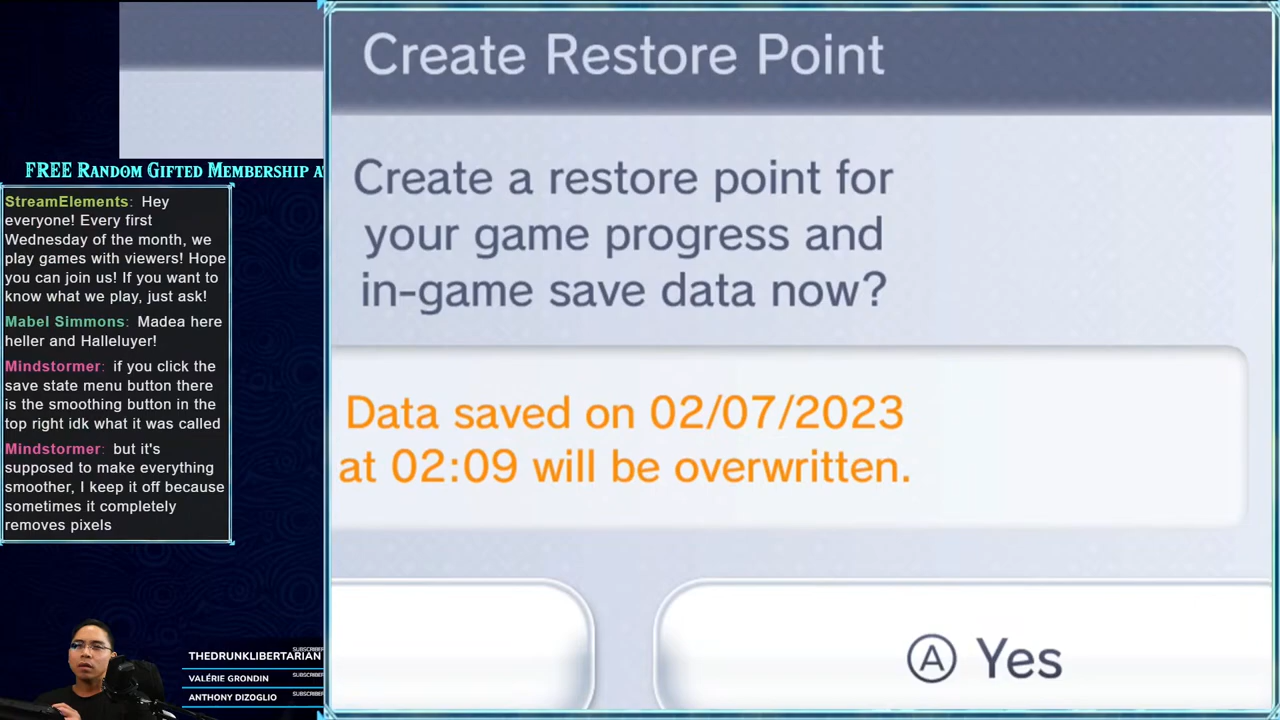 Create Restore Point
Create a restore point for
your game progress and
in-game save data now?
Data saved on 02/07/2023
at 02:09 will be overwritten.
A Yes
FREE RANDOM GIFTED MEMBERSHIP
StreamElements: Hey
everyone! Every first
Wednesday of the month, we
play games with viewers! Hope
you can join us! If you want to
know what we play, just ask!
Mabel Simmons: Madea here
heller and Halleluyer!
Mindstormer: if you click the
save state menu button there
is the smoothing button in the
top right idk what it was called
Mindstormer: but it's
supposed to make everything
smoother, I keep it off because
sometimes it completely
removes pixels
THEDRUNKLIBERTARIAN SUBSCRIBER
VALÉRIE GRONDIN SUBSCRIBER
ANTHONY DIZOGLIO SUBSCRIBER